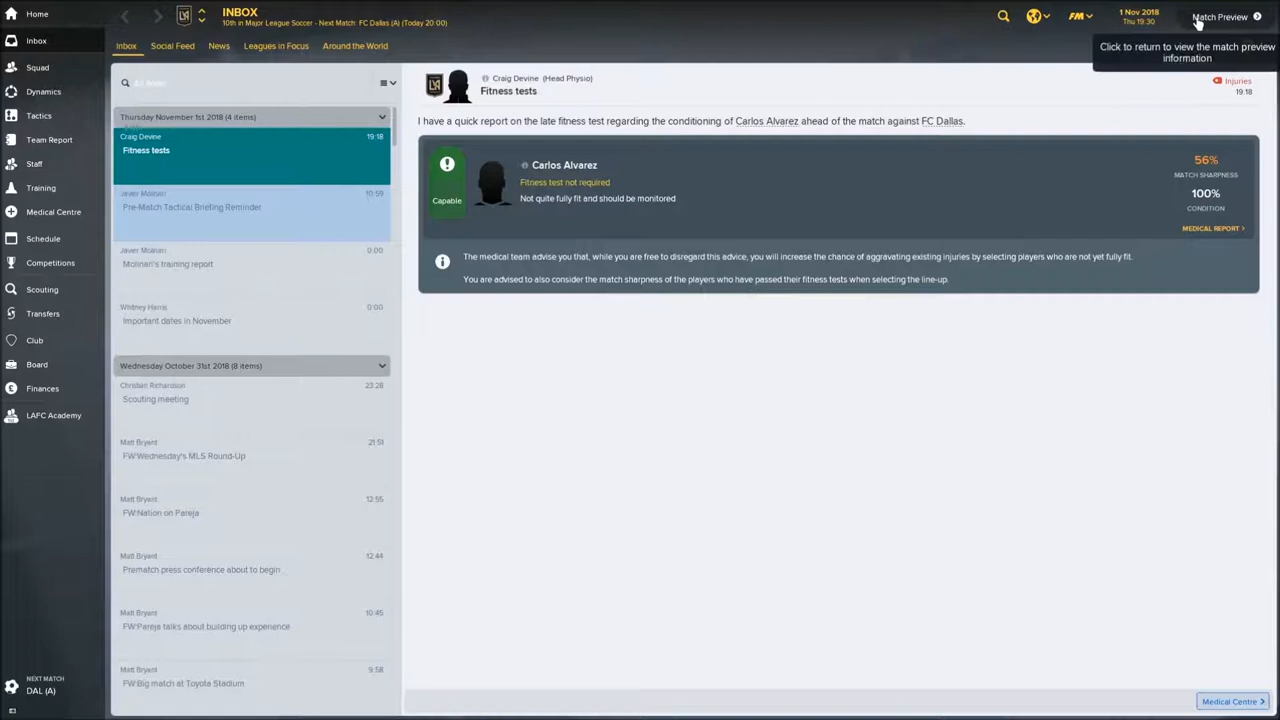 Home
INBOX
10th in Major League Soccer - Next Match: FC Dallas (A) (Today 20:00)
FM
1 Nov 2018
Thu 19:30
Match Preview
Click to return to view the match preview
information
Inbox
Squad
Dynamics
Tactics
Team Report
Staff
Training
Medical Centre
Schedule
Competitions
Scouting
Transfers
Club
Board
Finances
LAFC Academy
NEXT MATCH
DAL (A)
Inbox
Social Feed
News
Leagues in Focus
Around the World
Thursday November 1st 2018 (4 items)
Craig Devine 19:18
Fitness tests
Javier Molinari 10:59
Pre-Match Tactical Briefing Reminder
Javier Molinari 0:00
Molinari's training report
Whitney Harris 0:00
Important dates in November
Wednesday October 31st 2018 (8 items)
Christian Richardson 23:28
Scouting meeting
Matt Bryant 21:51
FW:Wednesday's MLS Round-Up
Matt Bryant 12:55
FW:Nation on Pareja
Matt Bryant 12:44
Prematch press conference about to begin...
Matt Bryant 10:45
FW:Pareja talks about building up experience
Matt Bryant 9:58
FW:Big match at Toyota Stadium
Craig Devine (Head Physio)
Fitness tests
Injuries
19:18
I have a quick report on the late fitness test regarding the conditioning of Carlos Alvarez ahead of the match against FC Dallas.
Capable
Carlos Alvarez
Fitness test not required
Not quite fully fit and should be monitored
56%
MATCH SHARPNESS
100%
CONDITION
MEDICAL REPORT >
The medical team advise you that, while you are free to disregard this advice, you will increase the chance of aggravating existing injuries by selecting players who are not yet fully fit.
You are advised to also consider the match sharpness of the players who have passed their fitness tests when selecting the line-up.
Medical Centre >